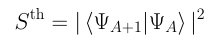 S^th = | ⟨Ψ_{A+1}|Ψ_A⟩ |^2